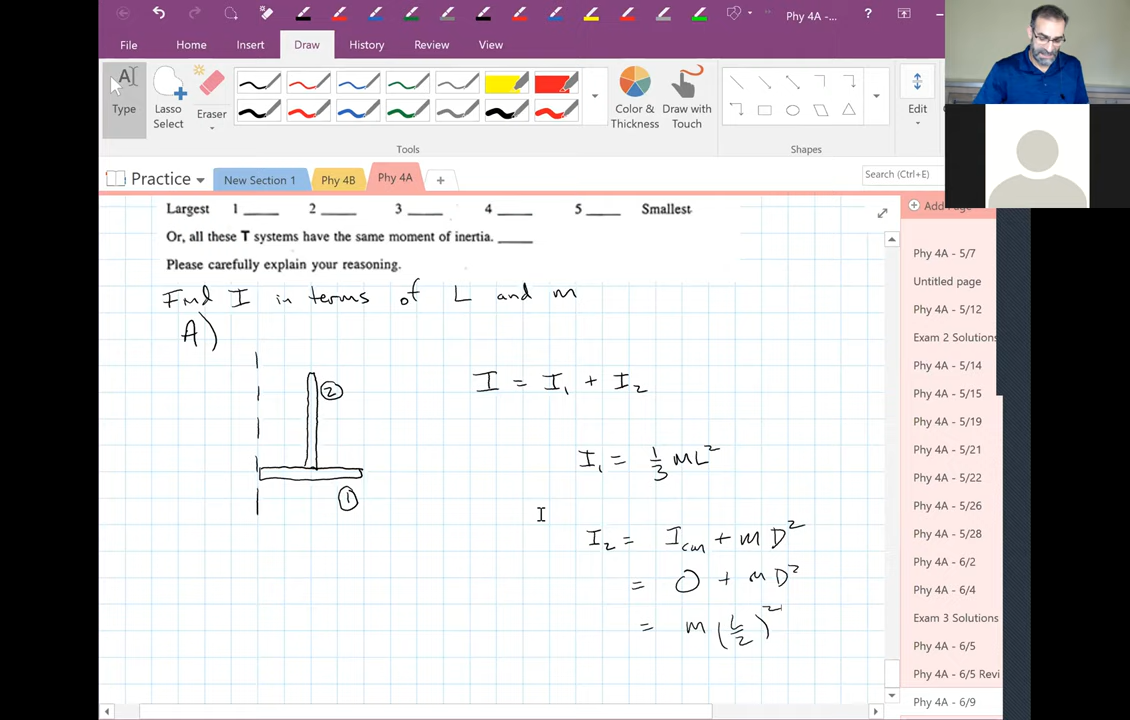 Phy 4A-...
?
File Home Insert Draw History Review View
Type
Lasso Select
Eraser
Color & Thickness
Draw with Touch
Edit
Tools
Shapes
Practice
New Section 1
Phy 4B
Phy 4A
Search (Ctrl+E)
Largest 1 ____ 2 ____ 3 ____ 4 ____ 5 ____ Smallest
Or, all these T systems have the same moment of inertia. ____
Please carefully explain your reasoning.
Find I in terms of L and m
A)
②
①
I = I₁ + I₂
I₁ = 1/3 mL²
I₂ = Icm + mD²
= 0 + mD²
= m(L/2)²
Add Page
Phy 4A - 5/7
Untitled page
Phy 4A - 5/12
Exam 2 Solutions
Phy 4A - 5/14
Phy 4A - 5/15
Phy 4A - 5/19
Phy 4A - 5/21
Phy 4A - 5/22
Phy 4A - 5/26
Phy 4A - 5/28
Phy 4A - 6/2
Phy 4A - 6/4
Exam 3 Solutions
Phy 4A - 6/5
Phy 4A - 6/5 Revi
Phy 4A - 6/9